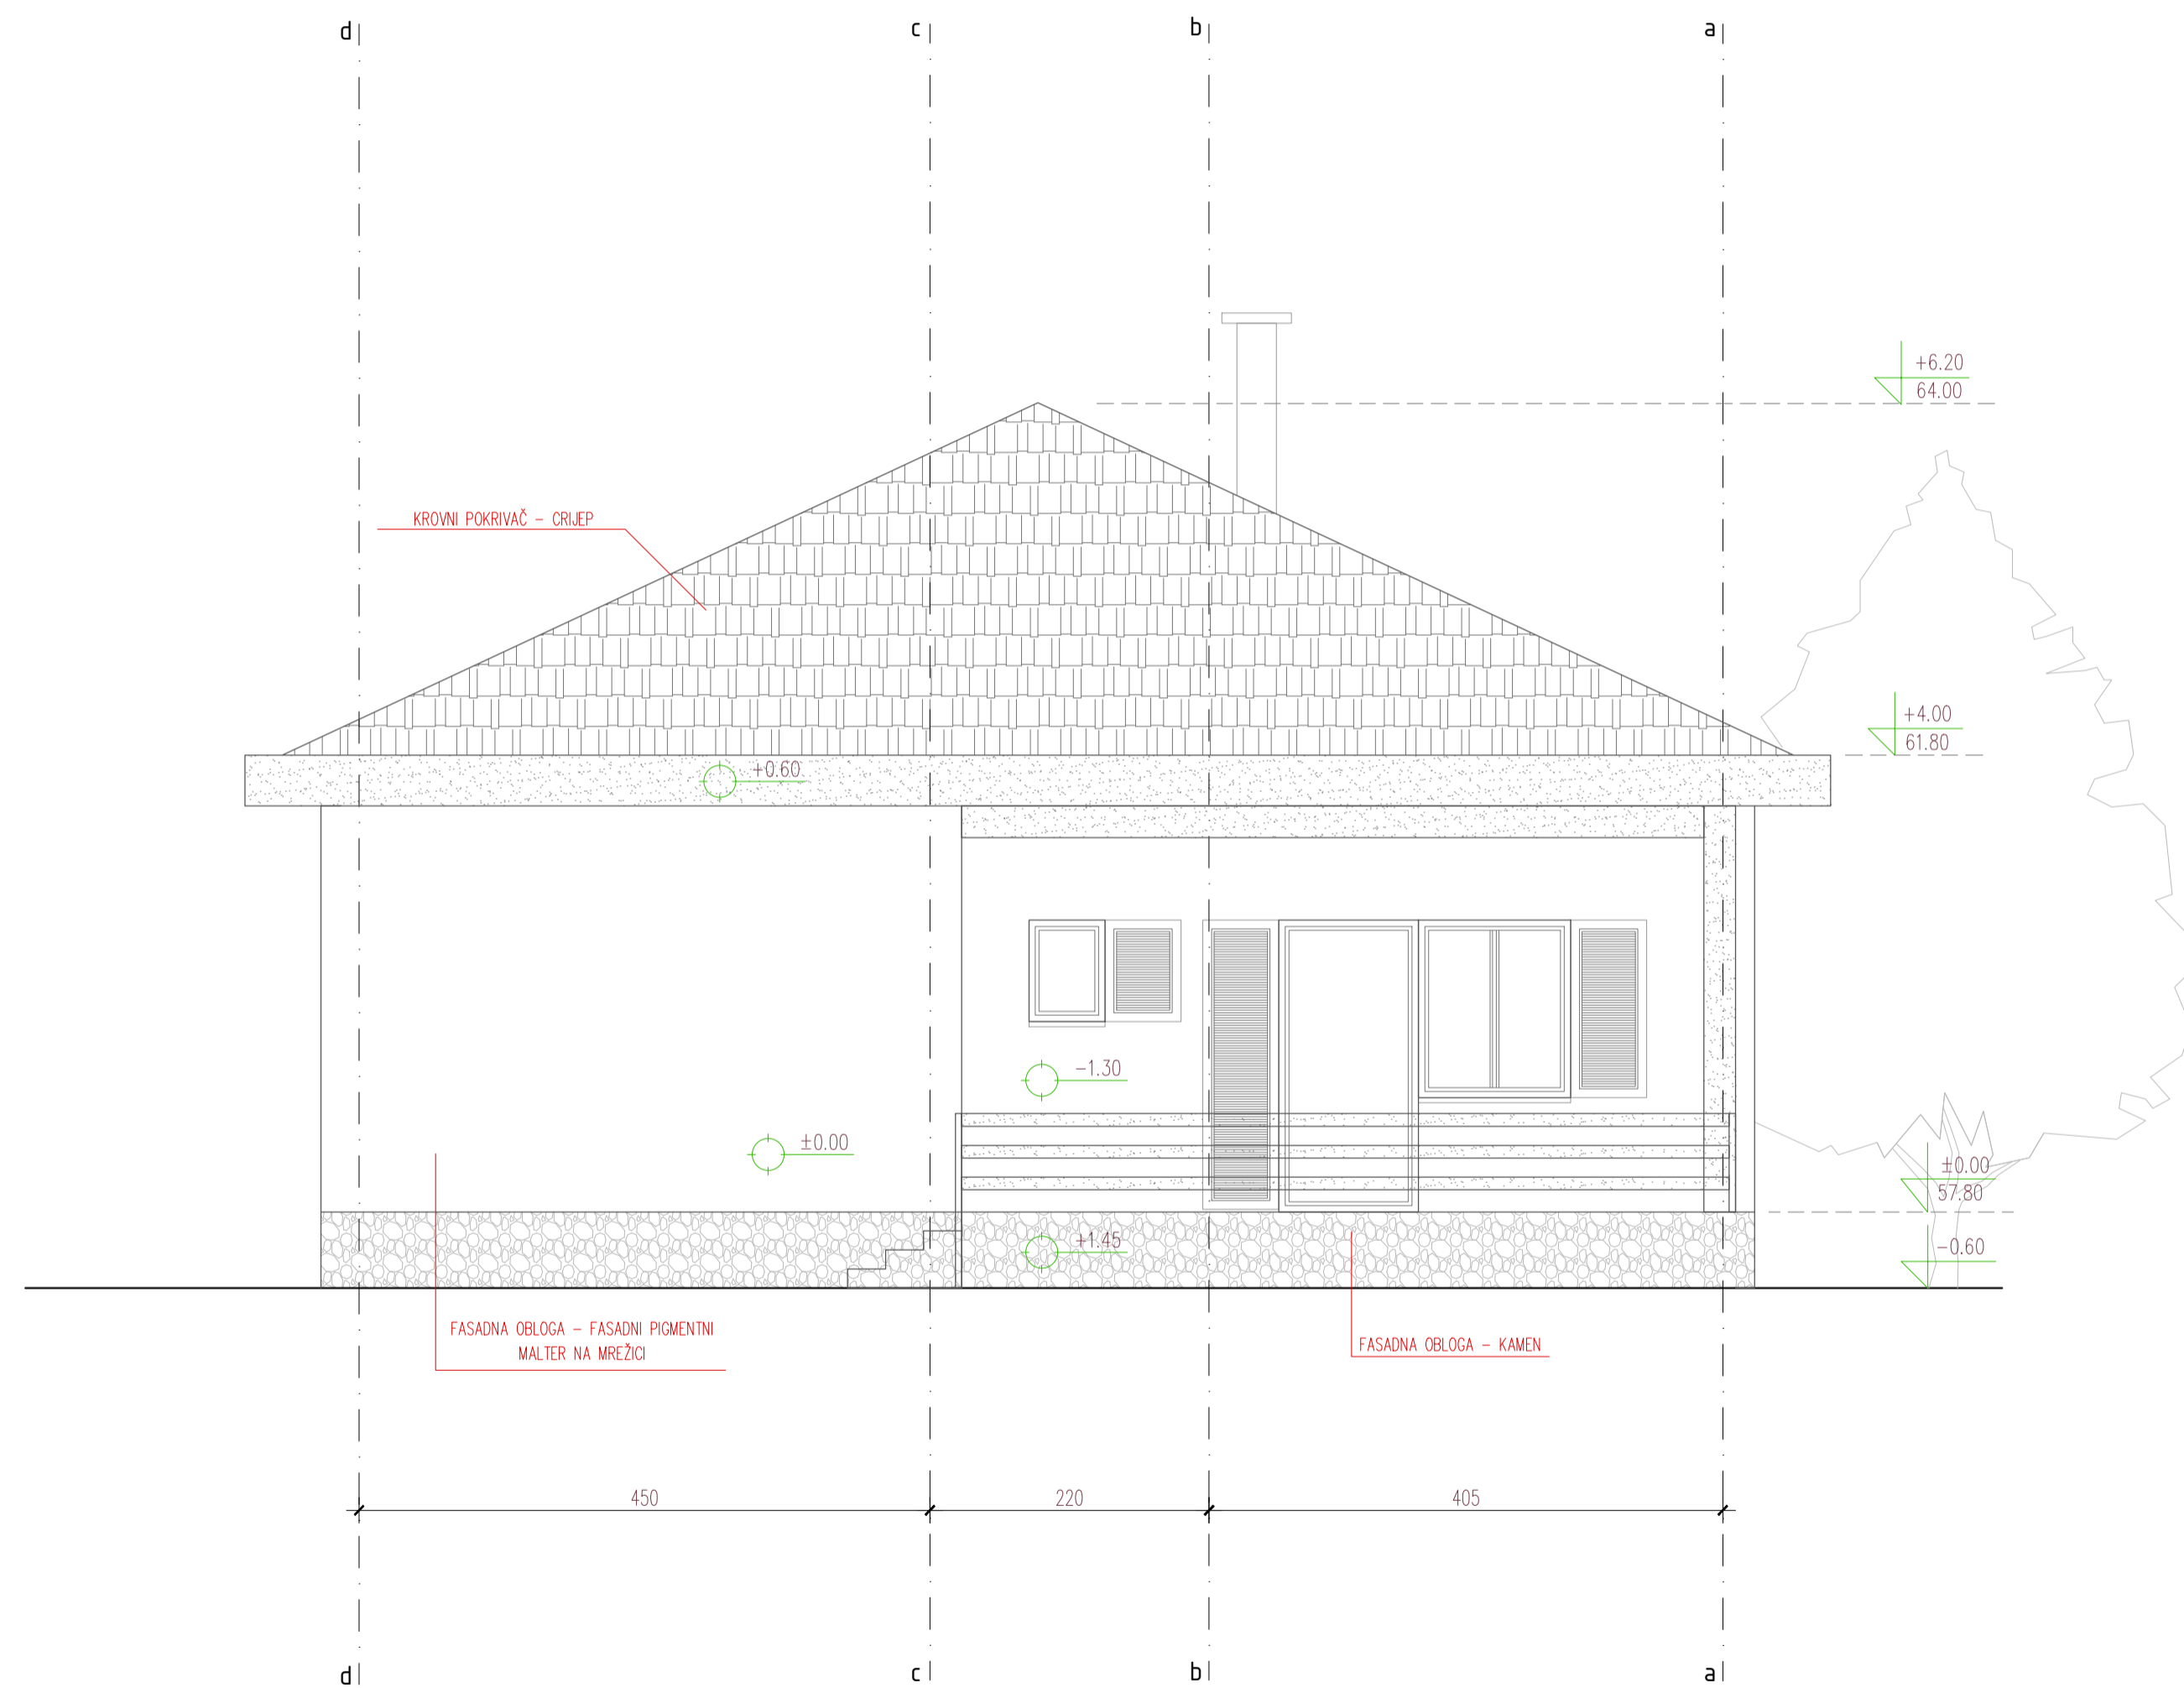 d
c
b
a
+6.20
64.00
KROVNI POKRIVAČ – CRIJEP
+4.00
61.80
+0.60
–1.30
±0.00
±0.00
57.80
+1.45
–0.60
FASADNA OBLOGA – FASADNI PIGMENTNI
MALTER NA MREŽICI
FASADNA OBLOGA – KAMEN
450
220
405
d
c
b
a